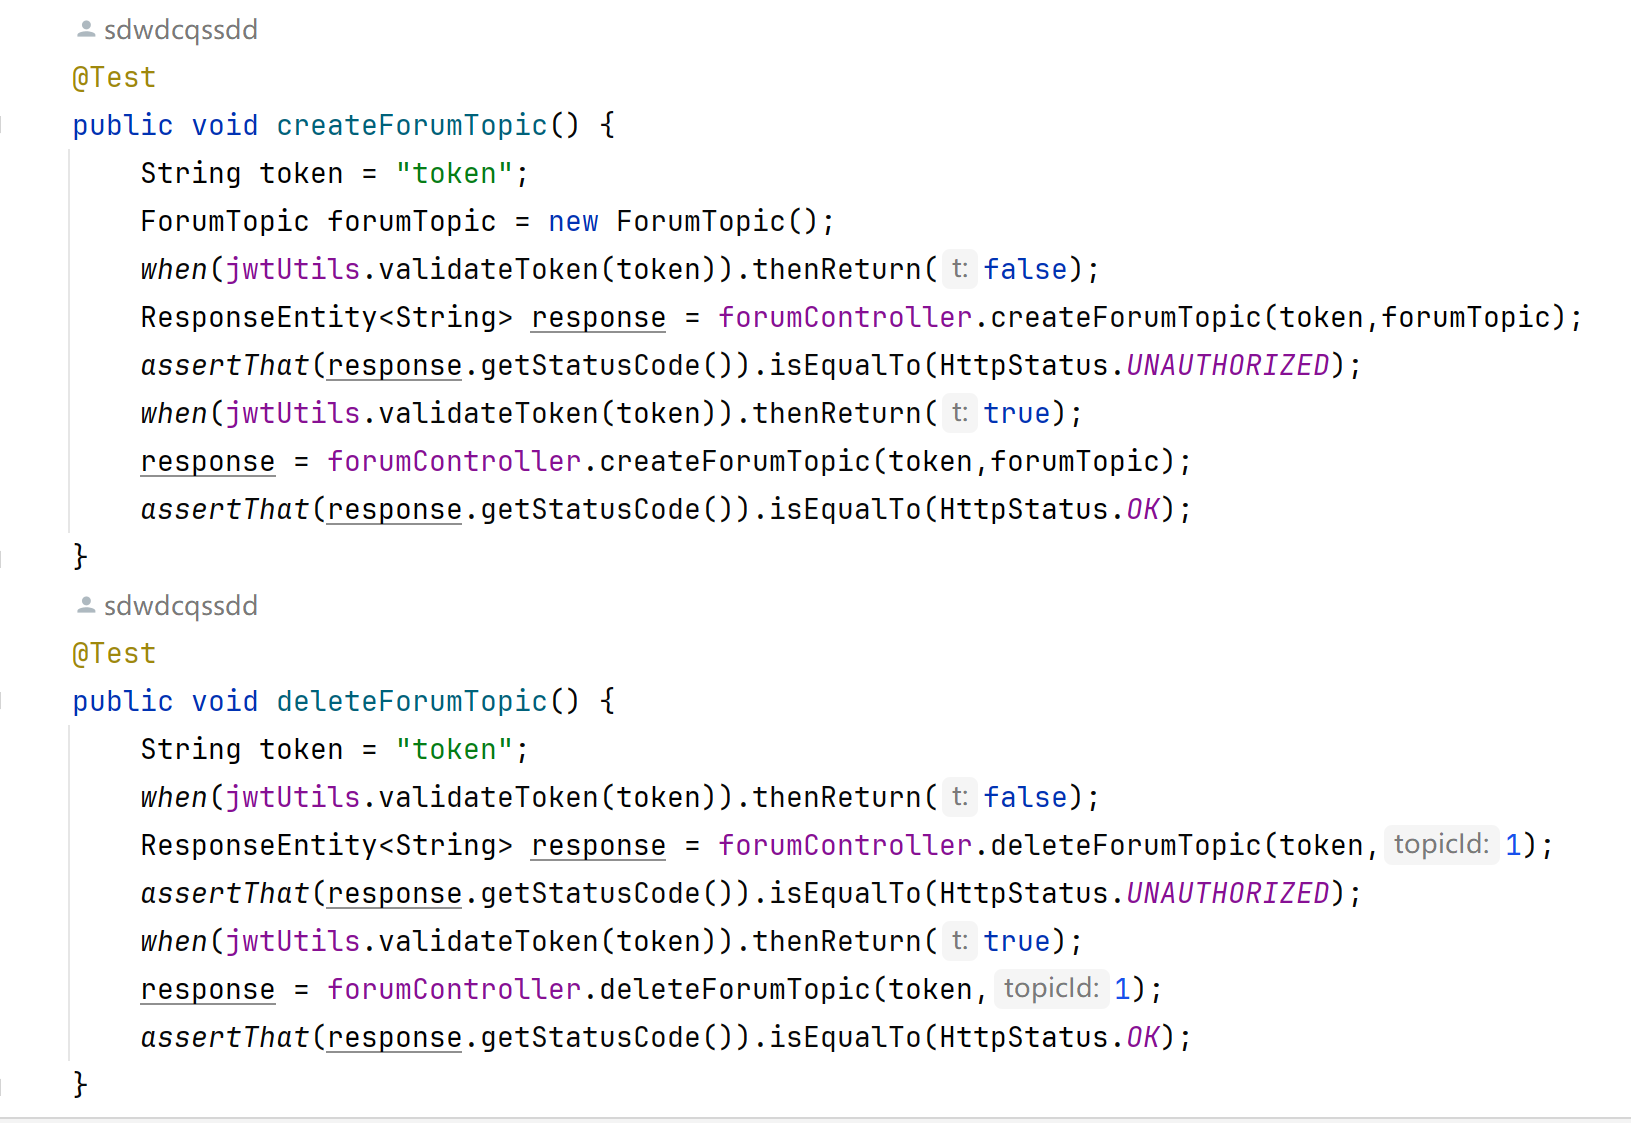 sdwdcqssdd
@Test
public void createForumTopic() {
String token = "token";
ForumTopic forumTopic = new ForumTopic();
when(jwtUtils.validateToken(token)).thenReturn( t: false);
ResponseEntity<String> response = forumController.createForumTopic(token,forumTopic);
assertThat(response.getStatusCode()).isEqualTo(HttpStatus.UNAUTHORIZED);
when(jwtUtils.validateToken(token)).thenReturn( t: true);
response = forumController.createForumTopic(token,forumTopic);
assertThat(response.getStatusCode()).isEqualTo(HttpStatus.OK);
}
sdwdcqssdd
@Test
public void deleteForumTopic() {
String token = "token";
when(jwtUtils.validateToken(token)).thenReturn( t: false);
ResponseEntity<String> response = forumController.deleteForumTopic(token, topicId: 1);
assertThat(response.getStatusCode()).isEqualTo(HttpStatus.UNAUTHORIZED);
when(jwtUtils.validateToken(token)).thenReturn( t: true);
response = forumController.deleteForumTopic(token, topicId: 1);
assertThat(response.getStatusCode()).isEqualTo(HttpStatus.OK);
}